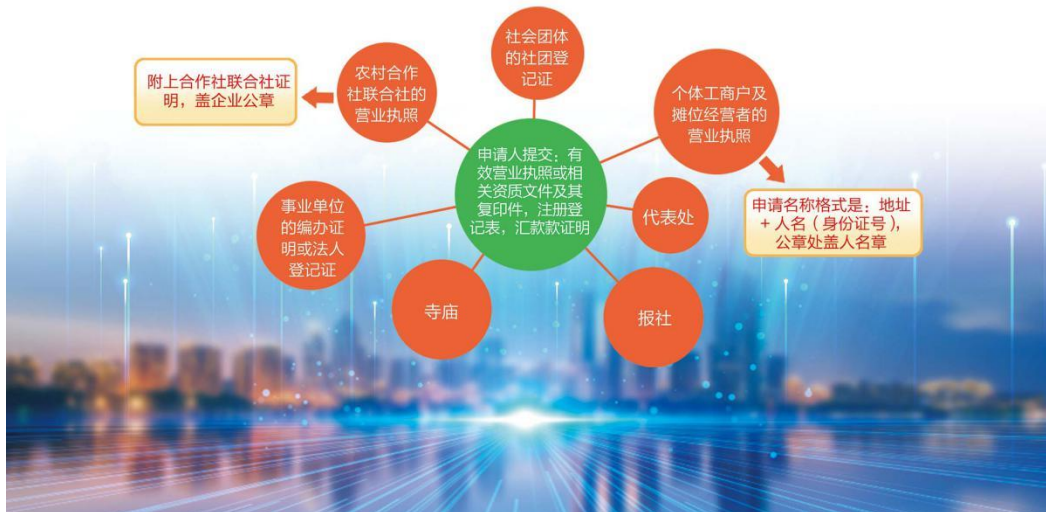 社会团体
的社团登
记证
附上合作社联合社证
明，盖企业公章
农村合作
社联合社的
营业执照
个体工商户及
摊位经营者的
营业执照
申请人提交：有
效营业执照或相
关资质文件及其
复印件，注册登
记表，汇款款证明
申请名称格式是：地址
+ 人名（身份证号），
公章处盖人名章
事业单位
的编办证
明或法人
登记证
代表处
寺庙
报社